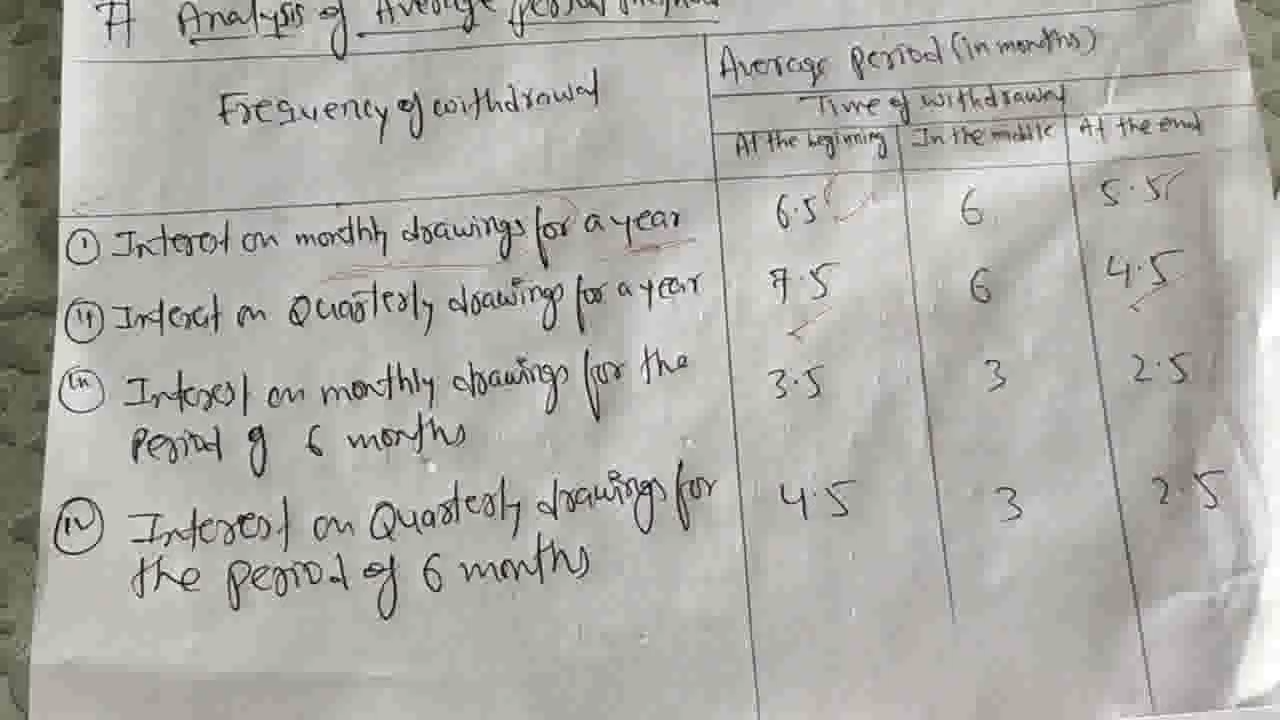 7) Analysis of Average period method
Average period (in months)
Frequency of withdrawal
Time of withdrawal
At the beginning In the middle At the end
(i) Interest on monthly drawings for a year 6.5 6 5.5
(ii) Interest on Quarterly drawings for a year 7.5 6 4.5
(iii) Interest on monthly drawings for the 3.5 3 2.5
period of 6 months
(iv) Interest on Quarterly drawings for 4.5 3 2.5
the period of 6 months